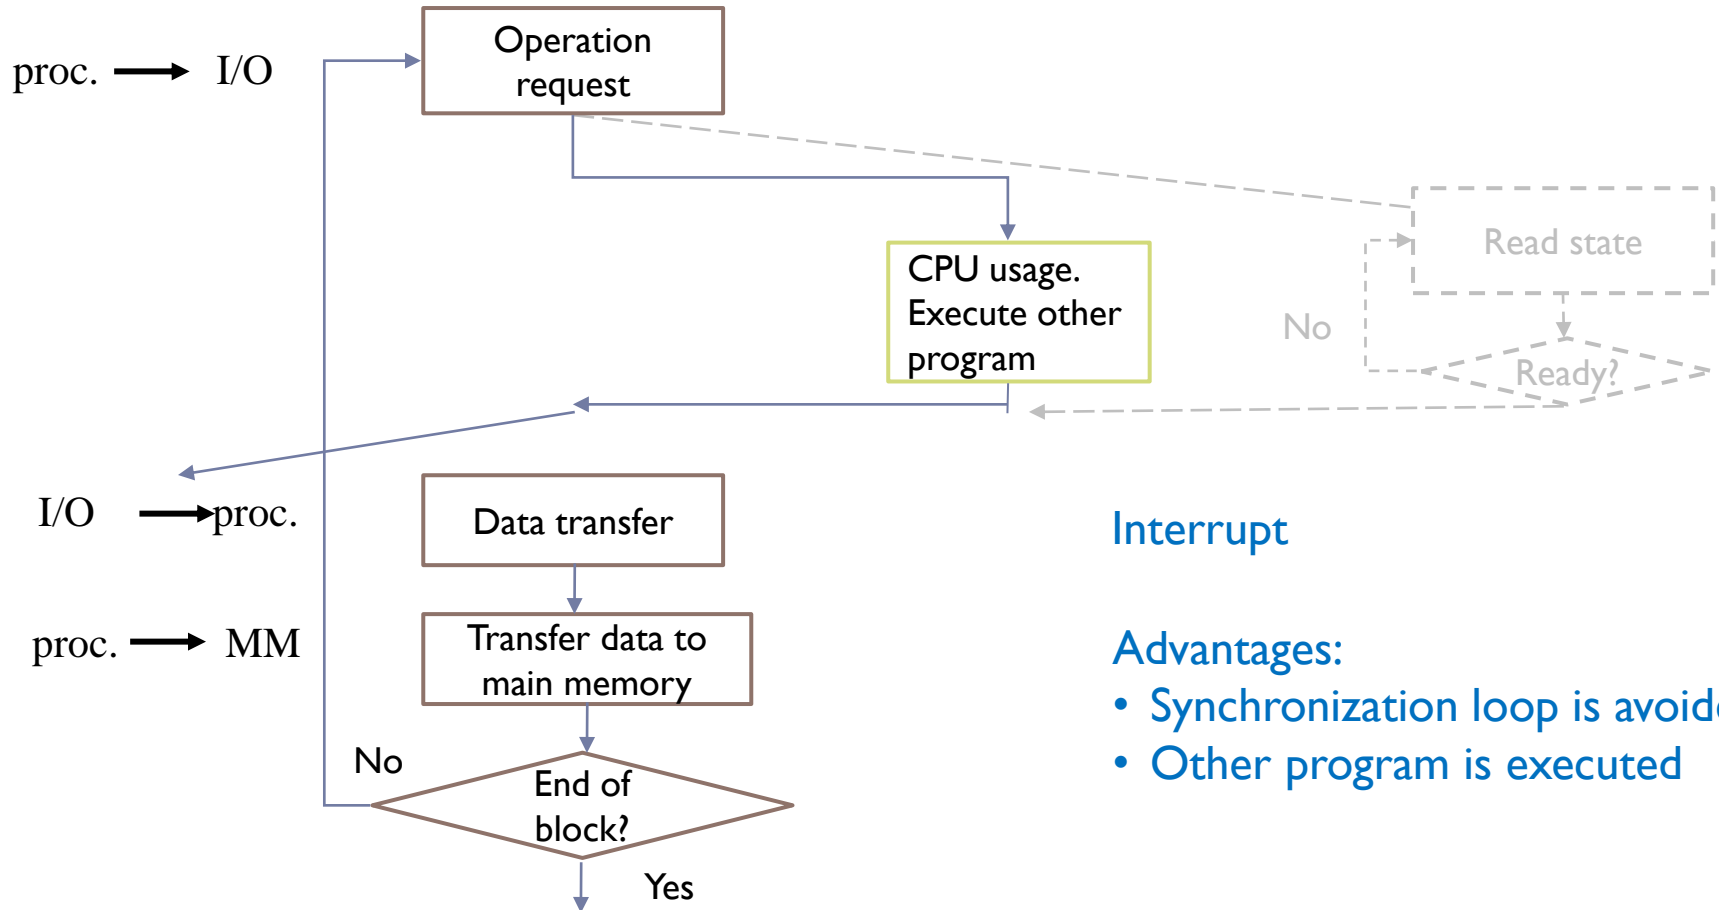 proc. I/O
Operation
request
CPU usage.
Execute other
program
Read state
No
Ready?
I/O proc.
Data transfer
proc. MM
Transfer data to
main memory
No
End of
block?
Yes
Interrupt
Advantages:
• Synchronization loop is avoid
• Other program is executed